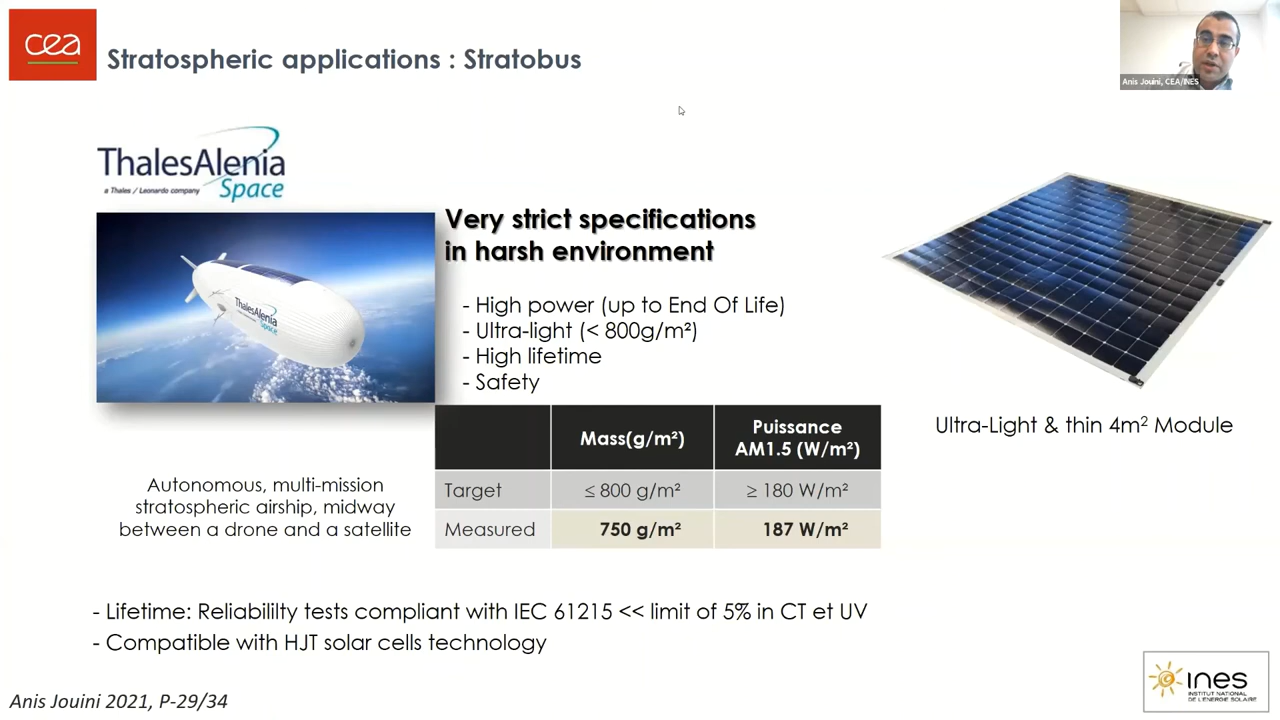 cea
Stratospheric applications : Stratobus
Anis Jouini, CEA/INES
ThalesAlenia
a Thales / Leonardo company
Space
Very strict specifications
in harsh environment
- High power (up to End Of Life)
- Ultra-light (< 800g/m²)
- High lifetime
- Safety
ThalesAlenia
Space
Ultra-Light & thin 4m² Module
Mass(g/m²) Puissance
AM1.5 (W/m²)
Target ≤ 800 g/m² ≥ 180 W/m²
Measured 750 g/m² 187 W/m²
Autonomous, multi-mission
stratospheric airship, midway
between a drone and a satellite
- Lifetime: Reliabililty tests compliant with IEC 61215 << limit of 5% in CT et UV
- Compatible with HJT solar cells technology
ines
INSTITUT NATIONAL
DE L'ÉNERGIE SOLAIRE
Anis Jouini 2021, P-29/34